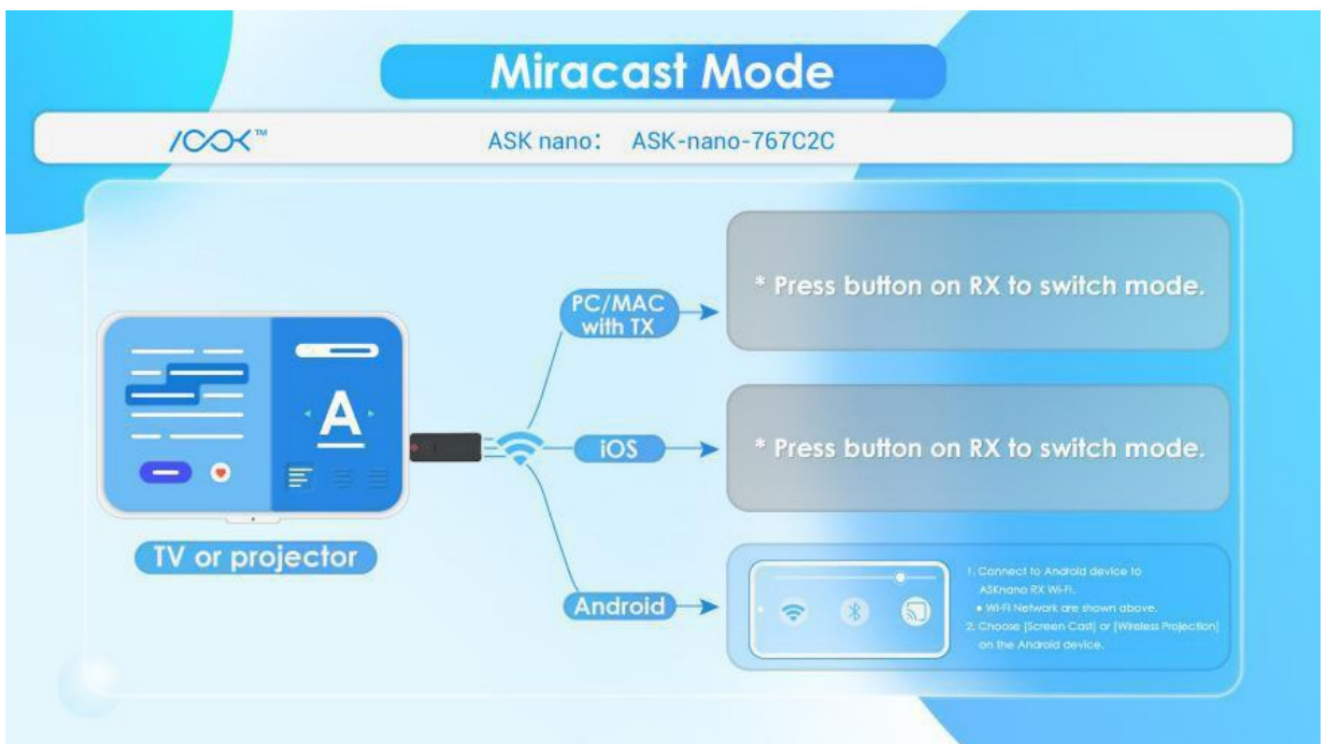 Miracast Mode
ASK nano: ASK-nano-767C2C
* Press button on RX to switch mode.
PC/MAC
with TX
A
iOS
* Press button on RX to switch mode.
TV or projector
Android
1. Connect to Android device to
ASKnano RX Wi-Fi.
• Wi-Fi Network are shown above.
2. Choose [Screen Cast] or [Wireless Projection]
on the Android device.